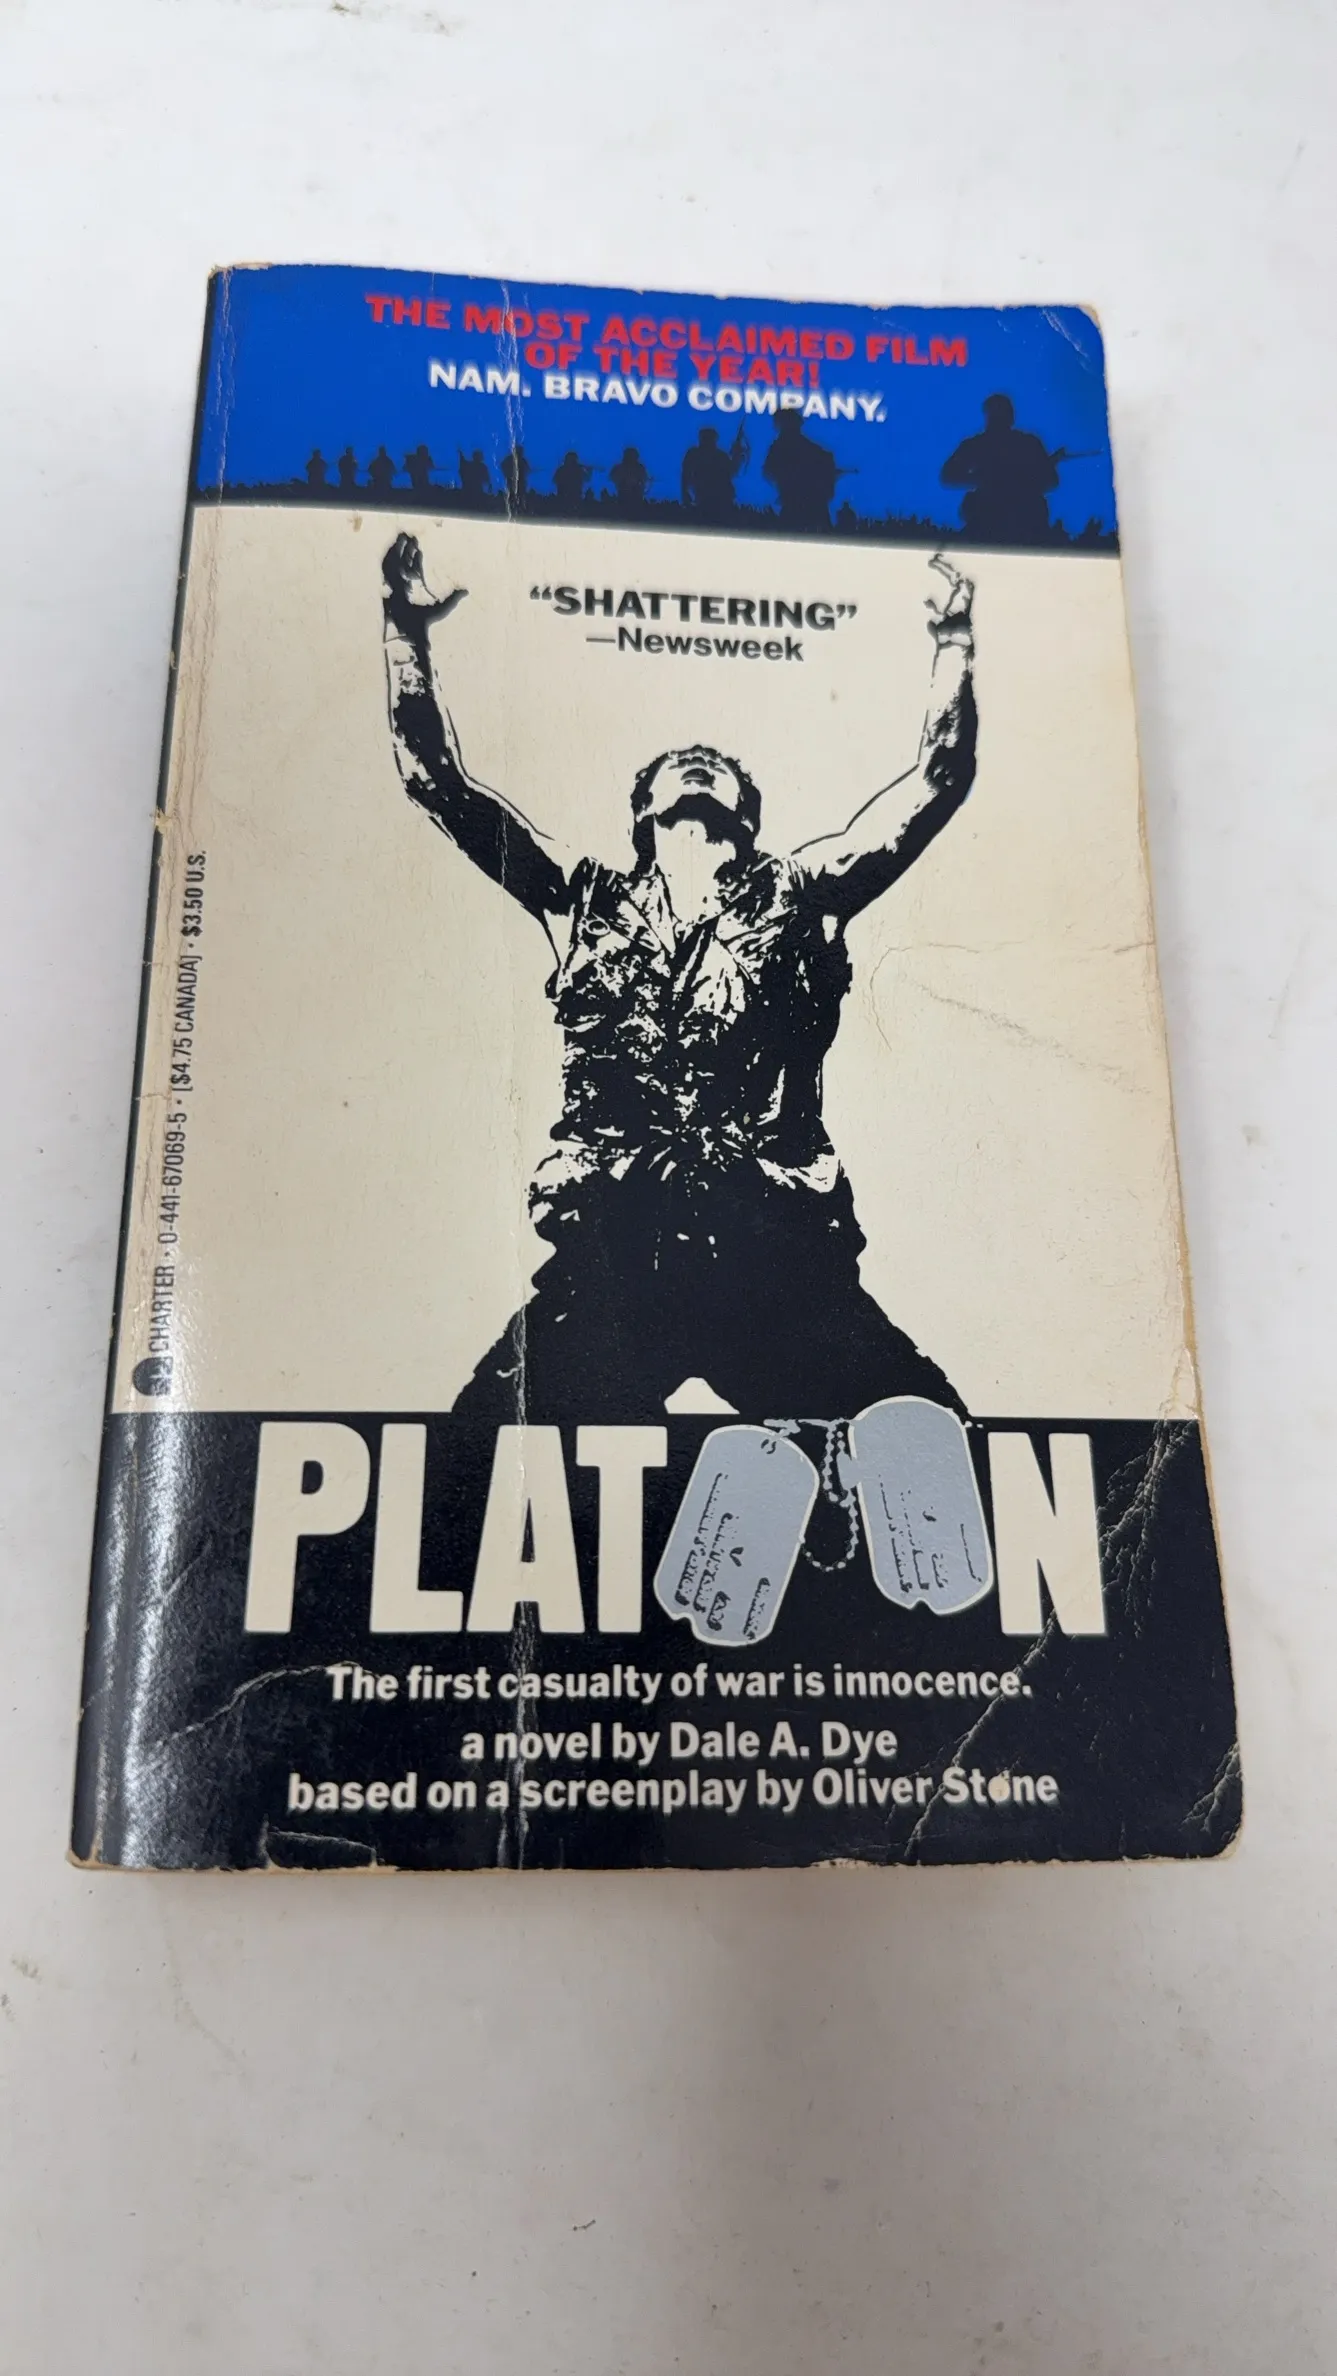 THE MOST ACCLAIMED FILM
OF THE YEAR!
NAM. BRAVO COMPANY.
“SHATTERING”
—Newsweek
CHARTER • 0-441-67069-5 • [$4.75 CANADA] • $3.50 U.S.
PLATOON
The first casualty of war is innocence.
a novel by Dale A. Dye
based on a screenplay by Oliver Stone